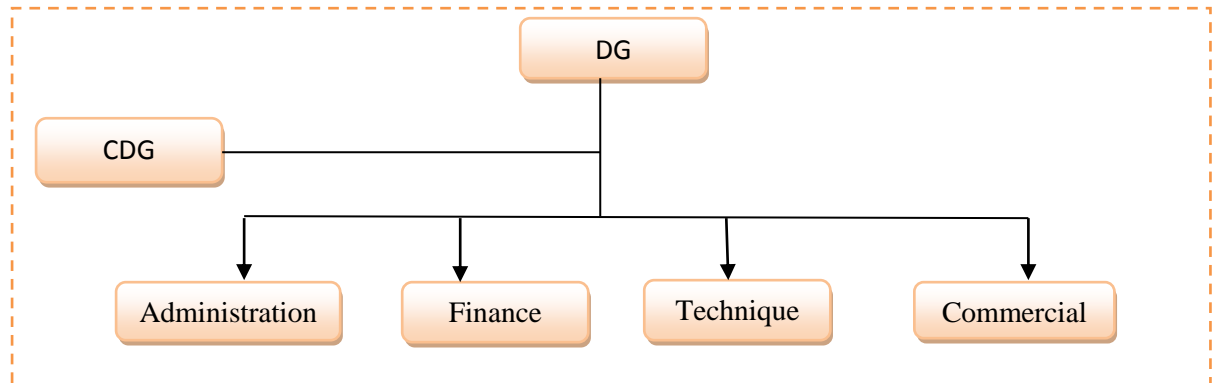 DG
CDG
Administration
Finance
Technique
Commercial